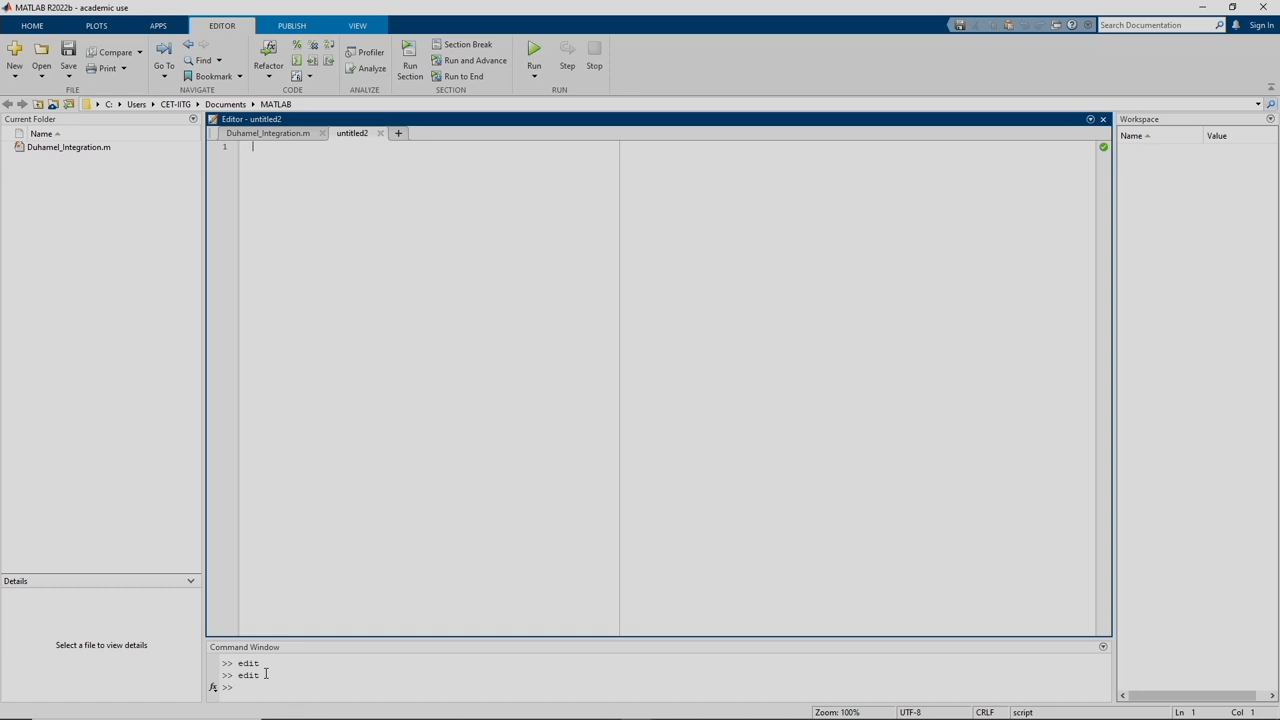 MATLAB R2022b - academic use
HOME PLOTS APPS EDITOR PUBLISH VIEW Search Documentation Sign In
New Open Save Compare Print Go To Find Bookmark Refactor Profiler Analyze Run Section Section Break Run and Advance Run to End Run Step Stop
FILE NAVIGATE CODE ANALYZE SECTION RUN
C: Users CET-IITG Documents MATLAB
Current Folder Editor - untitled2 Workspace
Name Duhamel_Integration.m untitled2 + Name Value
Duhamel_Integration.m 1
Details
Select a file to view details
Command Window
>> edit
>> edit
fx >>
Zoom: 100% UTF-8 CRLF script Ln 1 Col 1